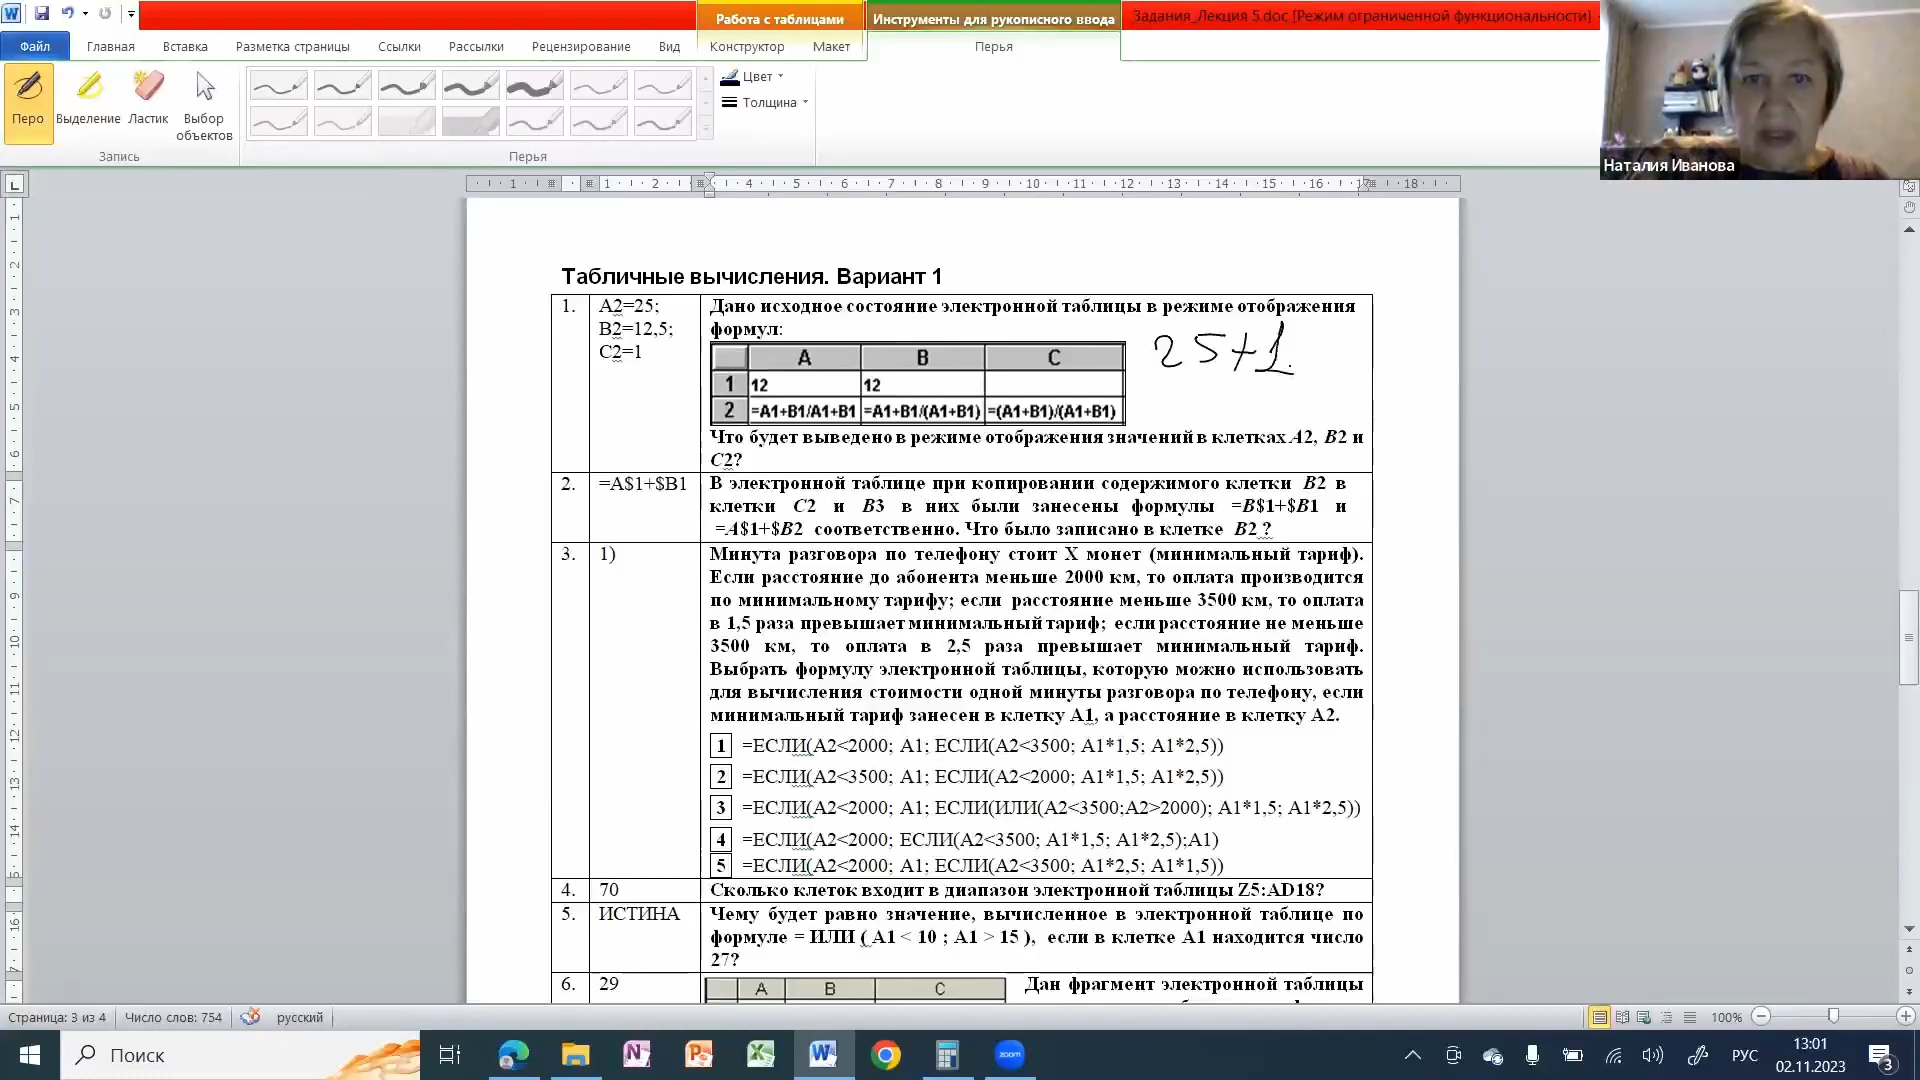 Работа с таблицами
Инструменты для рукописного ввода
Задания_Лекция 5.doc [Режим ограниченной функциональности]
Файл
Главная
Вставка
Разметка страницы
Ссылки
Рассылки
Рецензирование
Вид
Конструктор
Макет
Перья
Перо
Выделение
Ластик
Выбор объектов
Цвет
Толщина
Запись
Перья
Наталия Иванова
Табличные вычисления. Вариант 1
1.
A2=25;
B2=12,5;
C2=1
Дано исходное состояние электронной таблицы в режиме отображения
формул:
25+1.
A B C
1 12 12
2 =A1+B1/A1+B1 =A1+B1/(A1+B1) =(A1+B1)/(A1+B1)
Что будет выведено в режиме отображения значений в клетках A2, B2 и
C2?
2.
=A$1+$B1
В электронной таблице при копировании содержимого клетки B2 в
клетки C2 и B3 в них были занесены формулы =B$1+$B1 и
=A$1+$B2 соответственно. Что было записано в клетке B2 ?
3.
1)
Минута разговора по телефону стоит X монет (минимальный тариф).
Если расстояние до абонента меньше 2000 км, то оплата производится
по минимальному тарифу; если расстояние меньше 3500 км, то оплата
в 1,5 раза превышает минимальный тариф; если расстояние не меньше
3500 км, то оплата в 2,5 раза превышает минимальный тариф.
Выбрать формулу электронной таблицы, которую можно использовать
для вычисления стоимости одной минуты разговора по телефону, если
минимальный тариф занесен в клетку A1, а расстояние в клетку A2.
1 =ЕСЛИ(A2<2000; A1; ЕСЛИ(A2<3500; A1*1,5; A1*2,5))
2 =ЕСЛИ(A2<3500; A1; ЕСЛИ(A2<2000; A1*1,5; A1*2,5))
3 =ЕСЛИ(A2<2000; A1; ЕСЛИ(ИЛИ(A2<3500;A2>2000); A1*1,5; A1*2,5))
4 =ЕСЛИ(A2<2000; ЕСЛИ(A2<3500; A1*1,5; A1*2,5);A1)
5 =ЕСЛИ(A2<2000; A1; ЕСЛИ(A2<3500; A1*2,5; A1*1,5))
4.
70
Сколько клеток входит в диапазон электронной таблицы Z5:AD18?
5.
ИСТИНА
Чему будет равно значение, вычисленное в электронной таблице по
формуле = ИЛИ ( A1 < 10 ; A1 > 15 ), если в клетке A1 находится число
27?
6.
29
A B C
Дан фрагмент электронной таблицы
Страница: 3 из 4
Число слов: 754
русский
100%
Поиск
zoom
РУС
13:01
02.11.2023
3